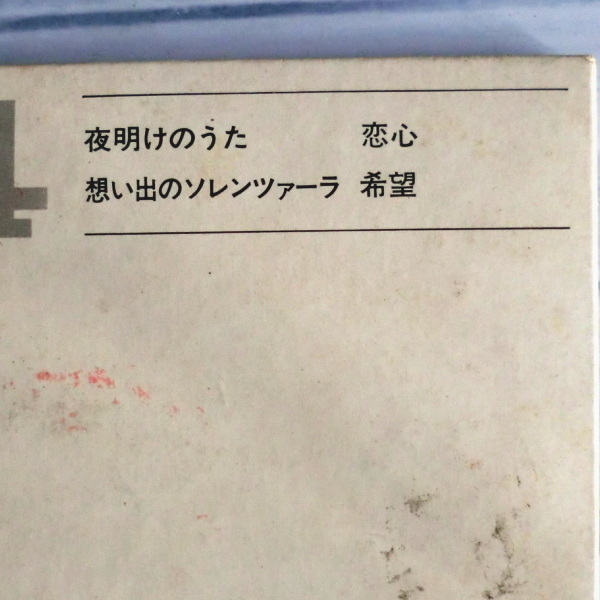 4
夜明けのうた 恋心
想い出のソレンツァーラ 希望